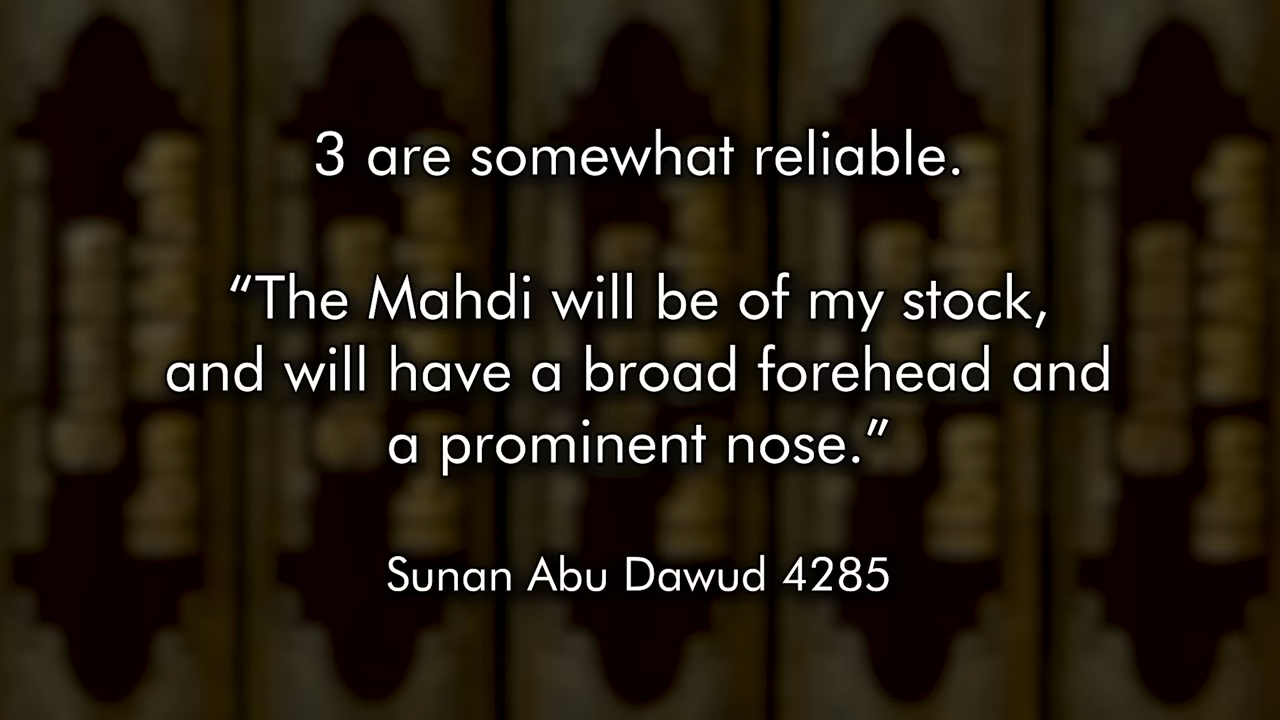 3 are somewhat reliable.
“The Mahdi will be of my stock,
and will have a broad forehead and
a prominent nose.”
Sunan Abu Dawud 4285